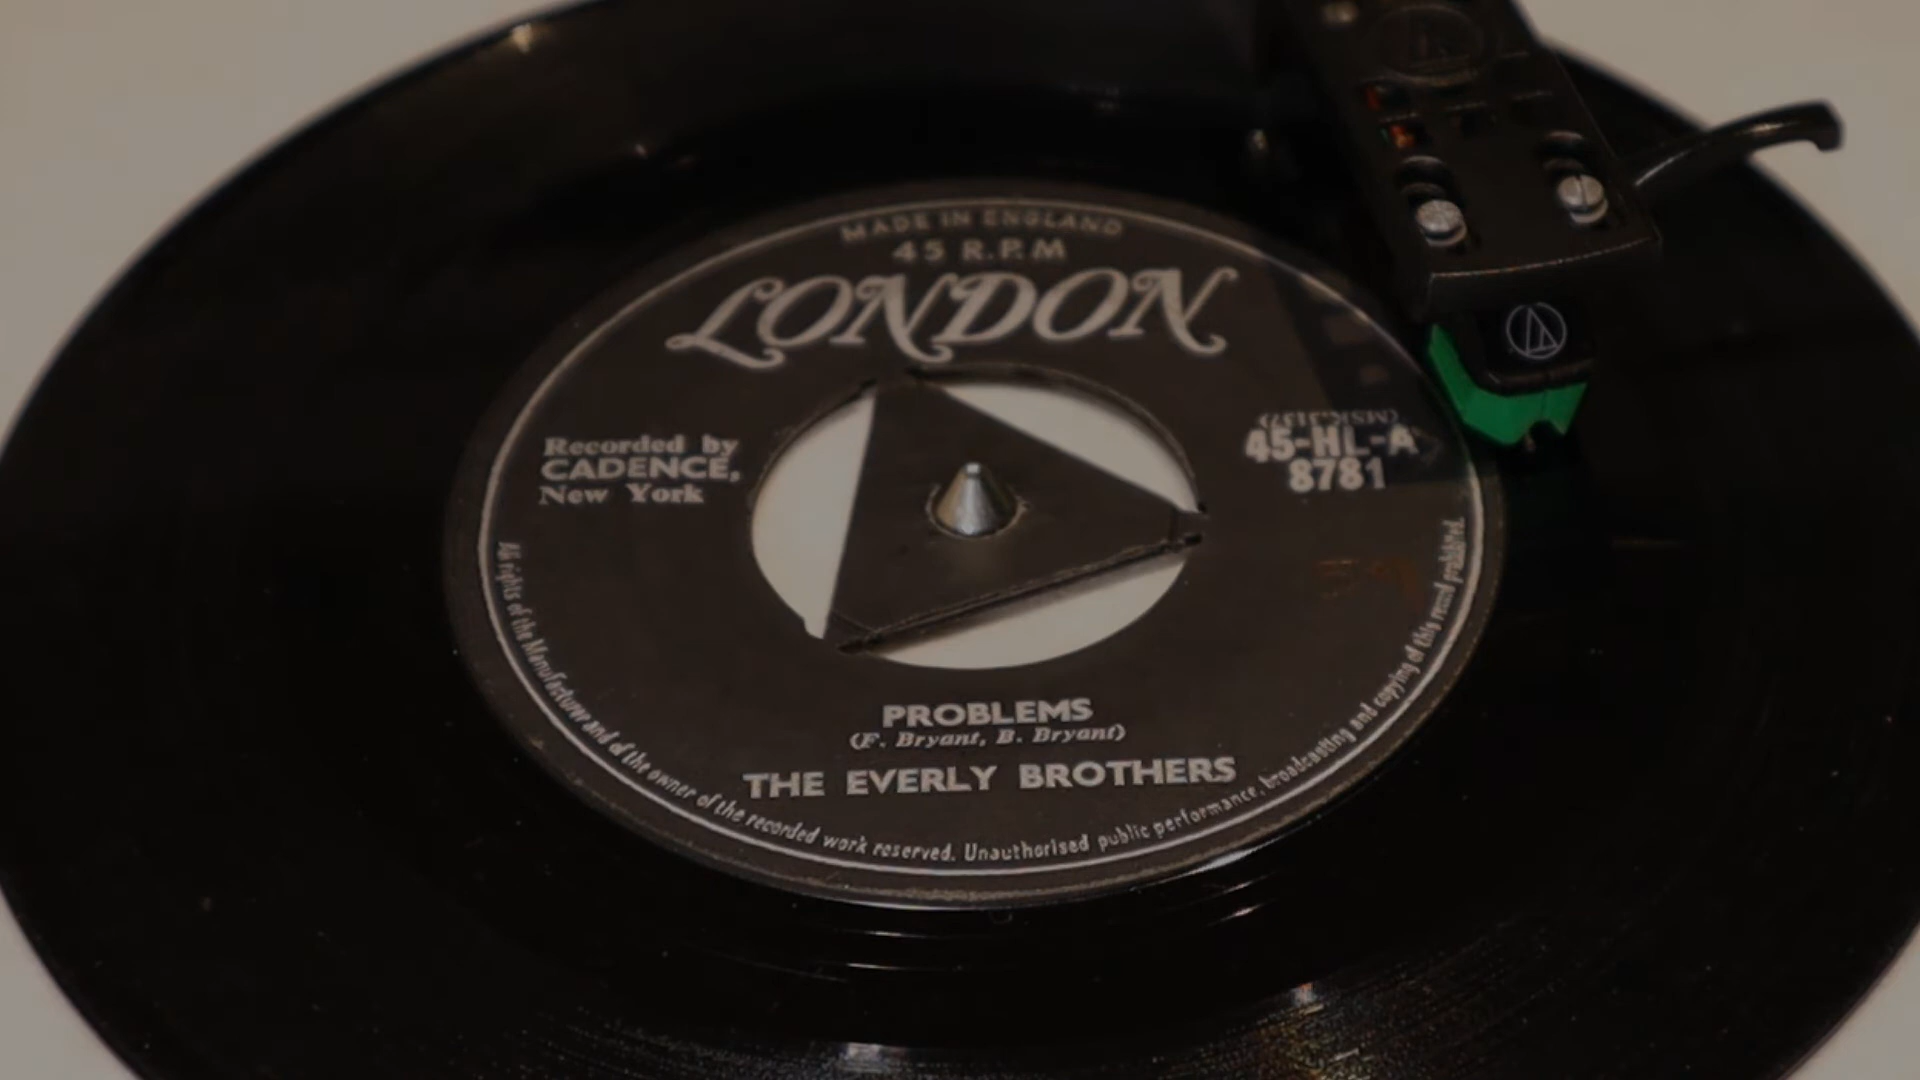 MADE IN ENGLAND
45 R.P.M
LONDON
Recorded by
CADENCE,
New York
45-HL-A
8781
PROBLEMS
(F. Bryant, B. Bryant)
THE EVERLY BROTHERS
All rights of the Manufacturer and of the owner of the recorded work reserved. Unauthorised public performance, broadcasting and copying of this record prohibited.